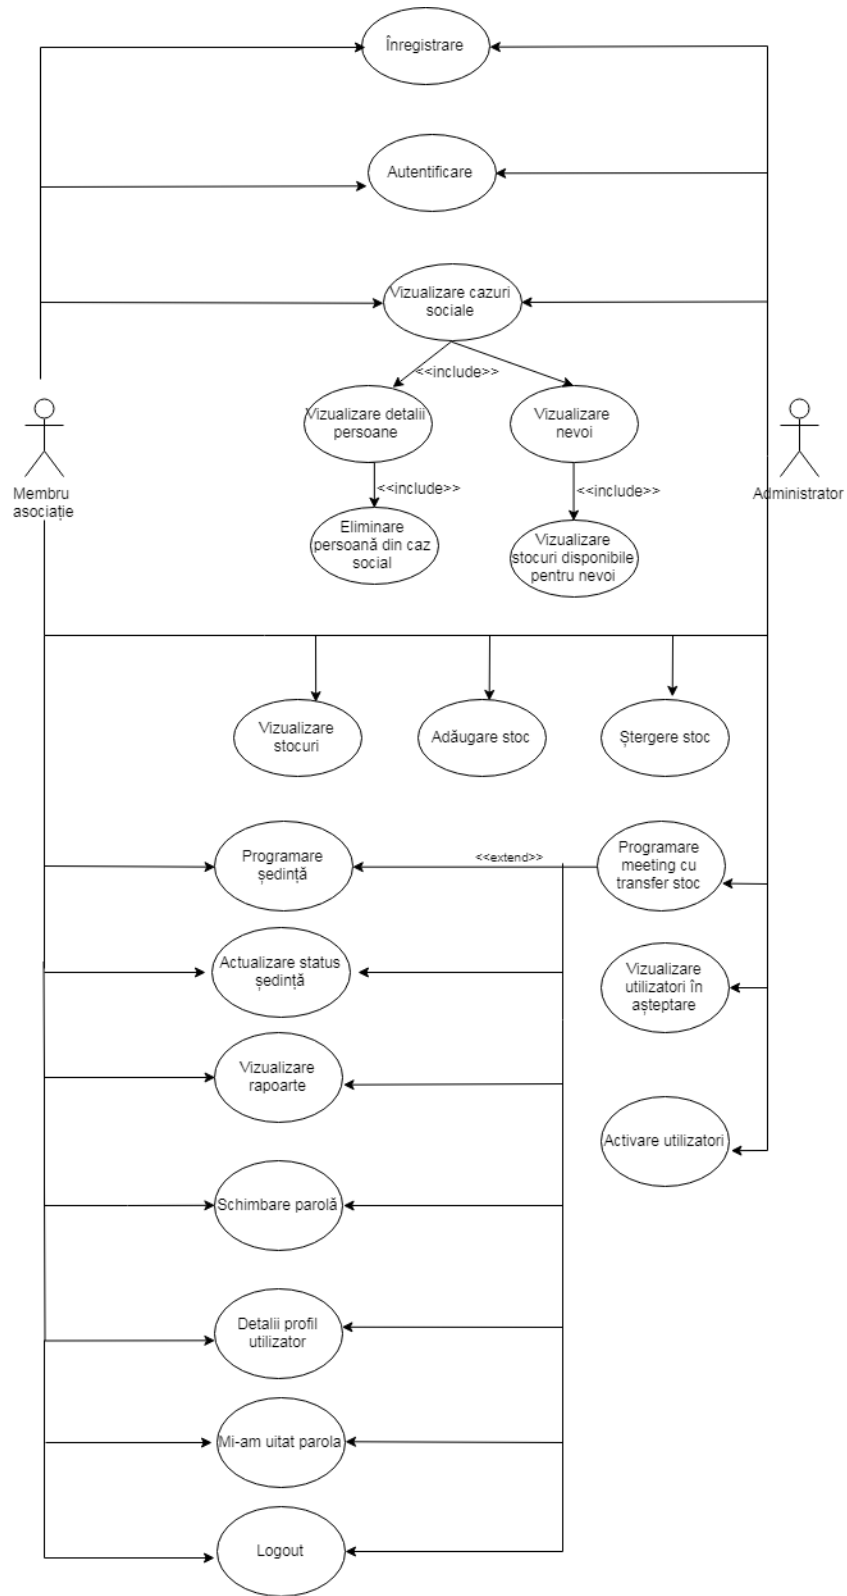 Înregistrare
Autentificare
Vizualizare cazuri
sociale
<<include>>
Vizualizare detalii
persoane
Vizualizare
nevoi
Membru
asociație
Administrator
<<include>>
<<include>>
Eliminare
persoană din caz
social
Vizualizare
stocuri disponibile
pentru nevoi
Vizualizare
stocuri
Adăugare stoc
Ștergere stoc
Programare
ședință
<<extend>>
Programare
meeting cu
transfer stoc
Actualizare status
ședință
Vizualizare
utilizatori în
așteptare
Vizualizare
rapoarte
Activare utilizatori
Schimbare parolă
Detalii profil
utilizator
Mi-am uitat parola
Logout